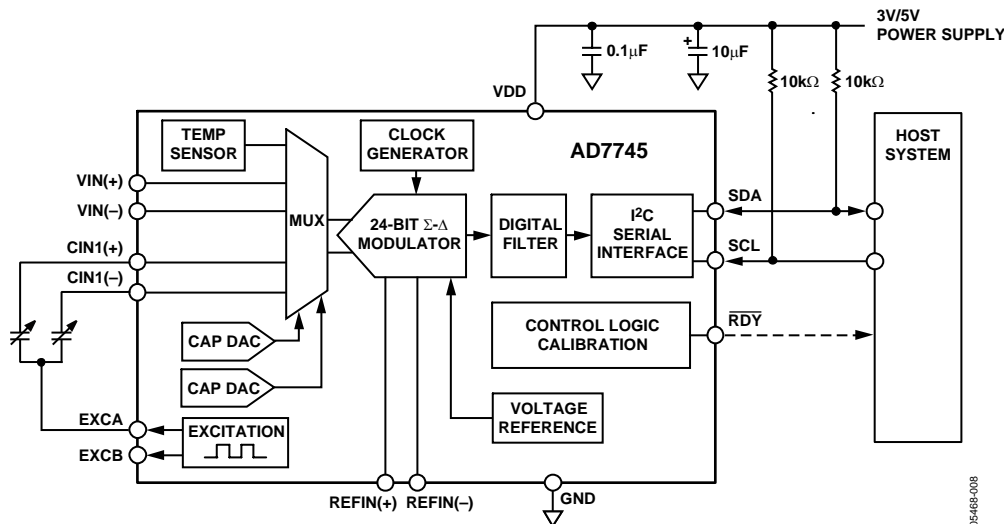 3V/5V
POWER SUPPLY
0.1μF
+
10μF
10kΩ
10kΩ
VDD
TEMP
SENSOR
CLOCK
GENERATOR
AD7745
HOST
SYSTEM
VIN(+)
VIN(–)
MUX
24-BIT Σ-Δ
MODULATOR
DIGITAL
FILTER
I²C
SERIAL
INTERFACE
SDA
SCL
CIN1(+)
CIN1(–)
CAP DAC
CAP DAC
CONTROL LOGIC
CALIBRATION
RDY
VOLTAGE
REFERENCE
EXCA
EXCB
EXCITATION
REFIN(+)
REFIN(–)
GND
05468-008